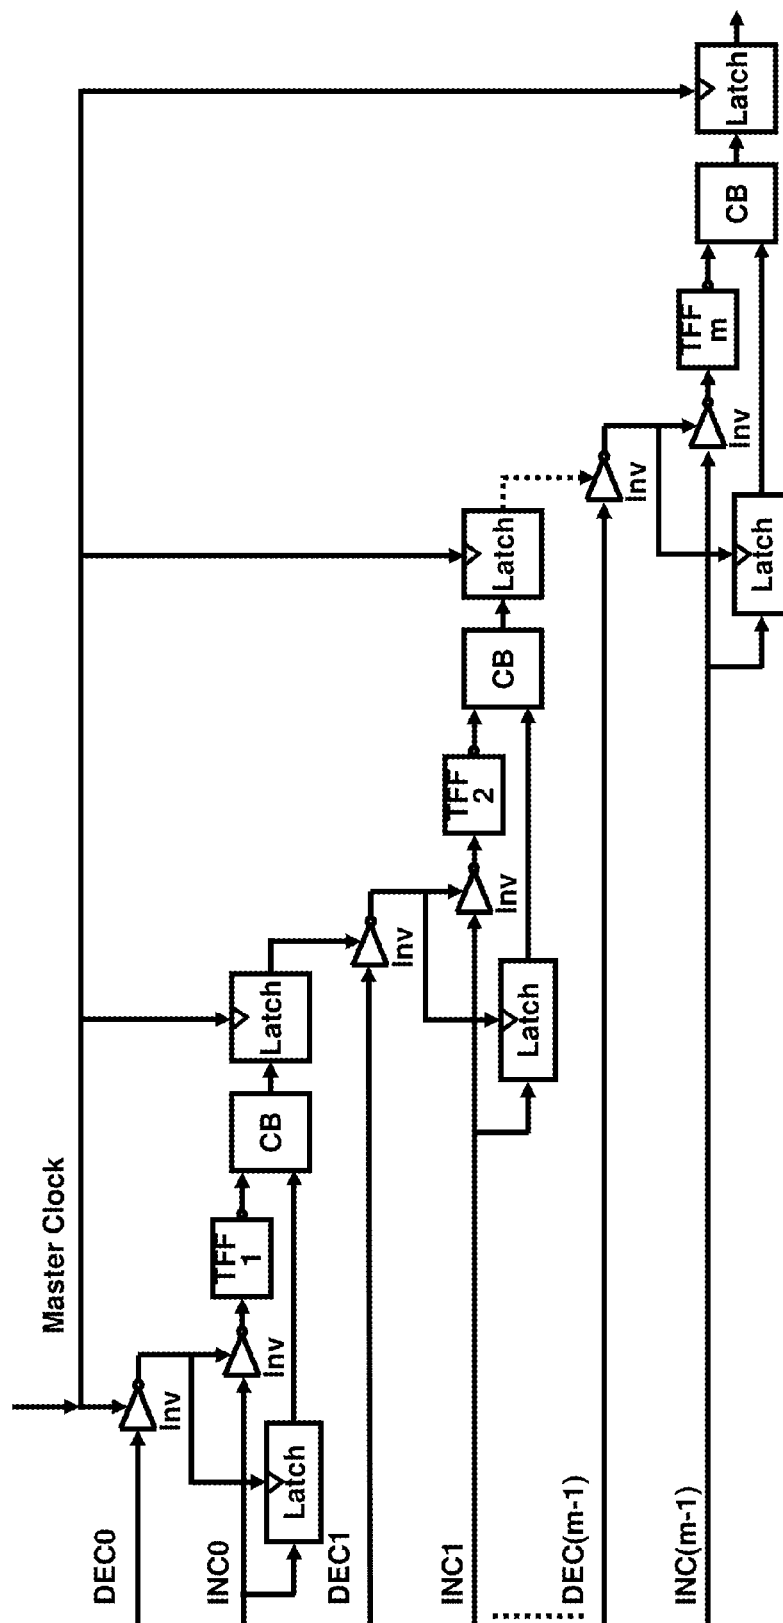 Master Clock
DEC0
Inv
INC0
Inv
TFF
1
Latch
CB
Latch
DEC1
Inv
INC1
Inv
TFF
2
Latch
CB
Latch
DEC(m-1)
Inv
INC(m-1)
Inv
TFF
m
Latch
CB
Latch